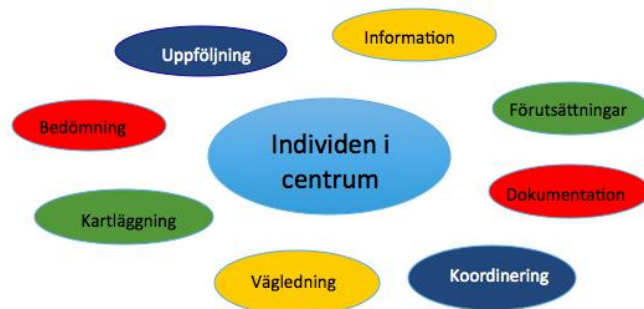 Information
Uppföljning
Förutsättningar
Bedömning
Individen i
centrum
Dokumentation
Kartläggning
Koordinering
Vägledning